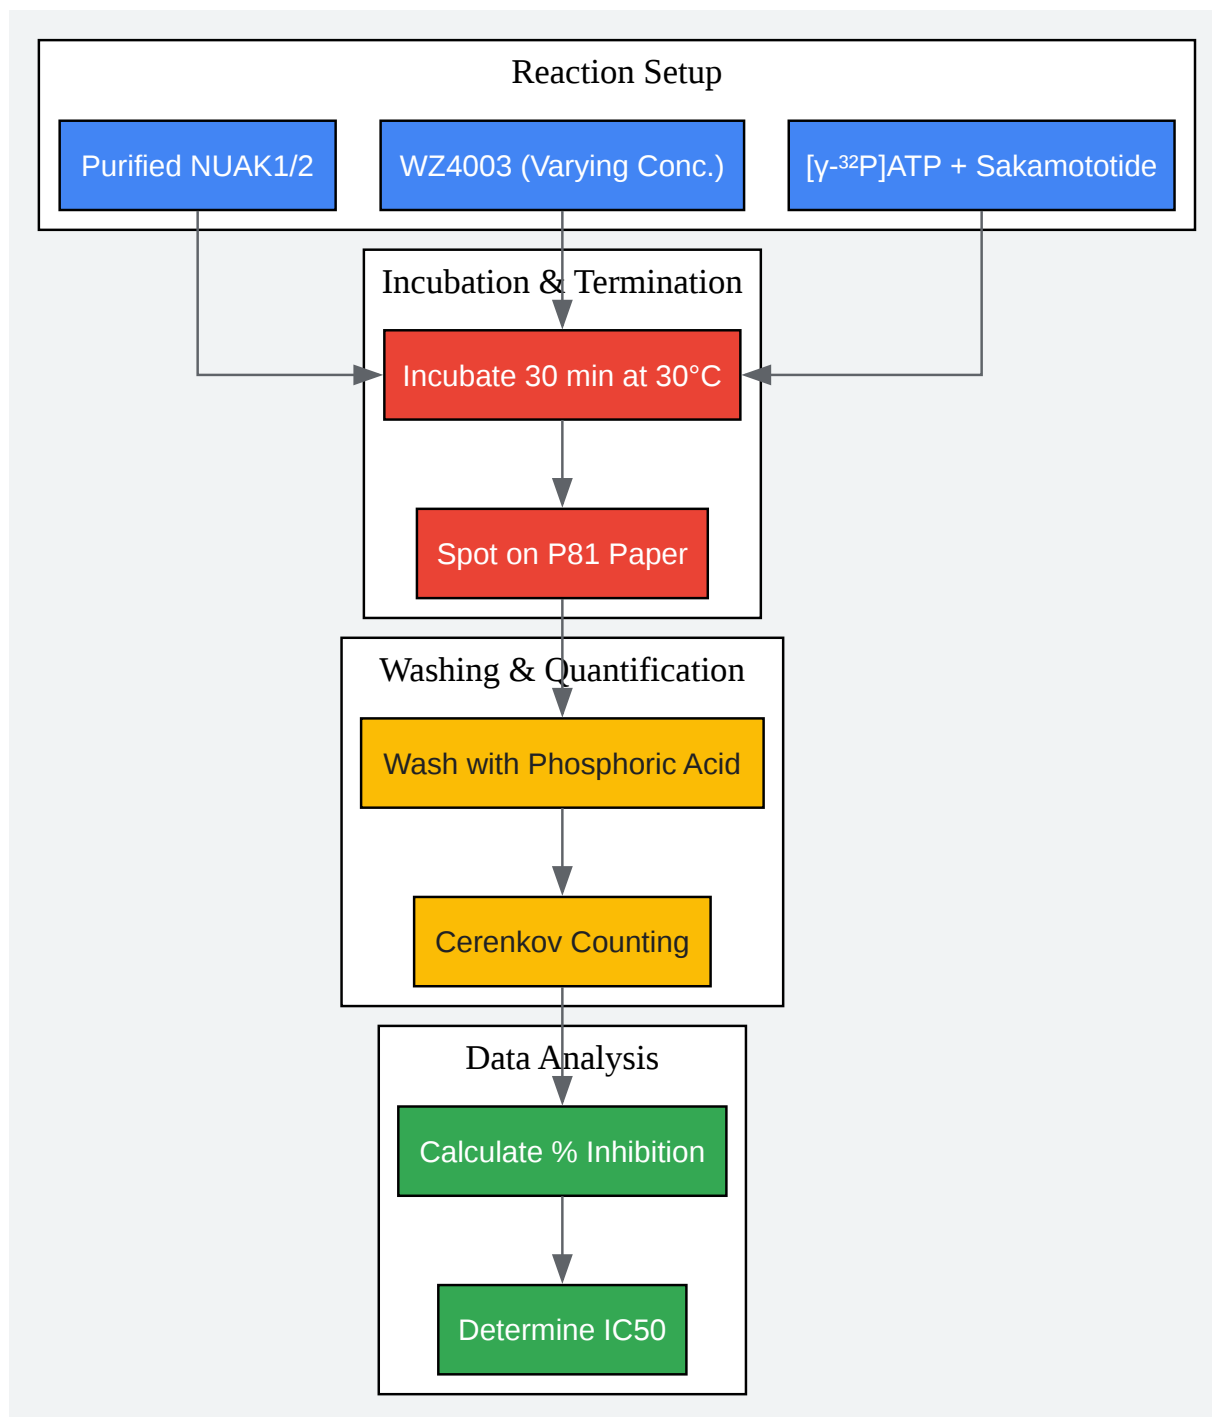 Reaction Setup
Purified NUAK1/2
WZ4003 (Varying Conc.)
[γ-³²P]ATP + Sakamototide
Incubation & Termination
Incubate 30 min at 30°C
Spot on P81 Paper
Washing & Quantification
Wash with Phosphoric Acid
Cerenkov Counting
Data Analysis
Calculate % Inhibition
Determine IC50